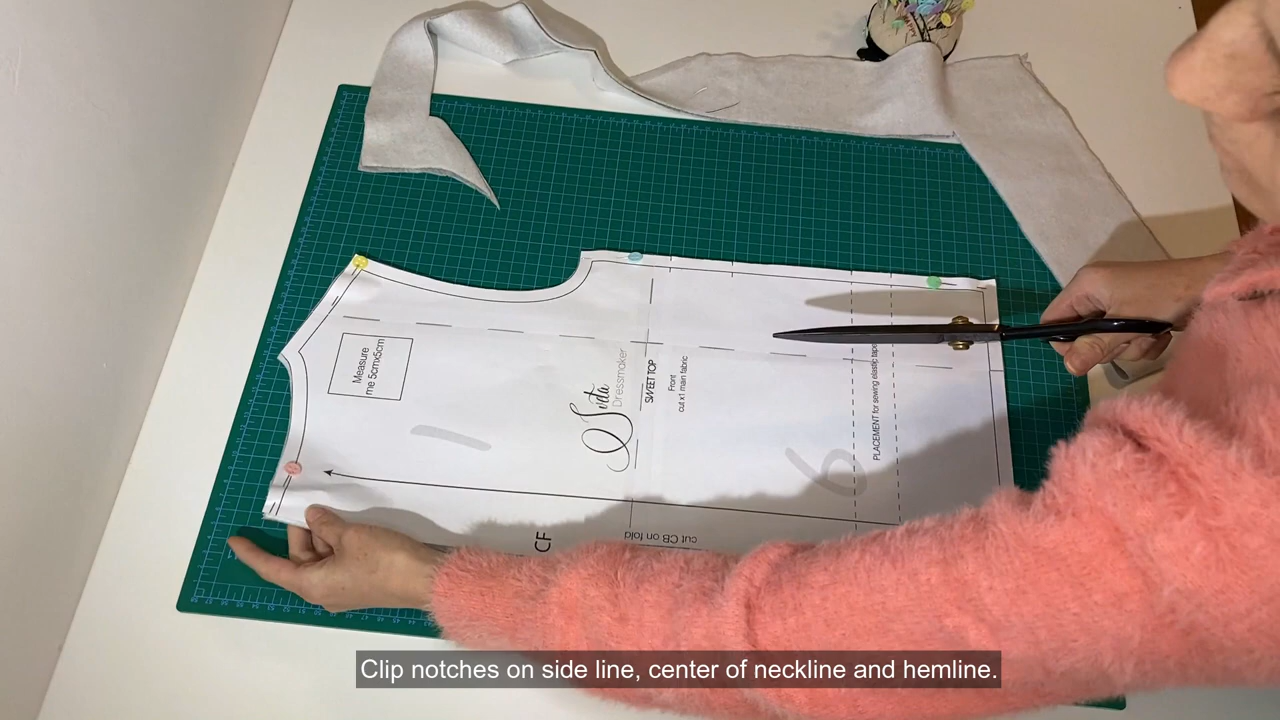 Measure
me 5cmx5cm
Svita
Dressmaker
SWEET TOP
Front
cut x1 main fabric
PLACEMENT for sewing elastic tape
CF
cut CB on fold
Clip notches on side line, center of neckline and hemline.